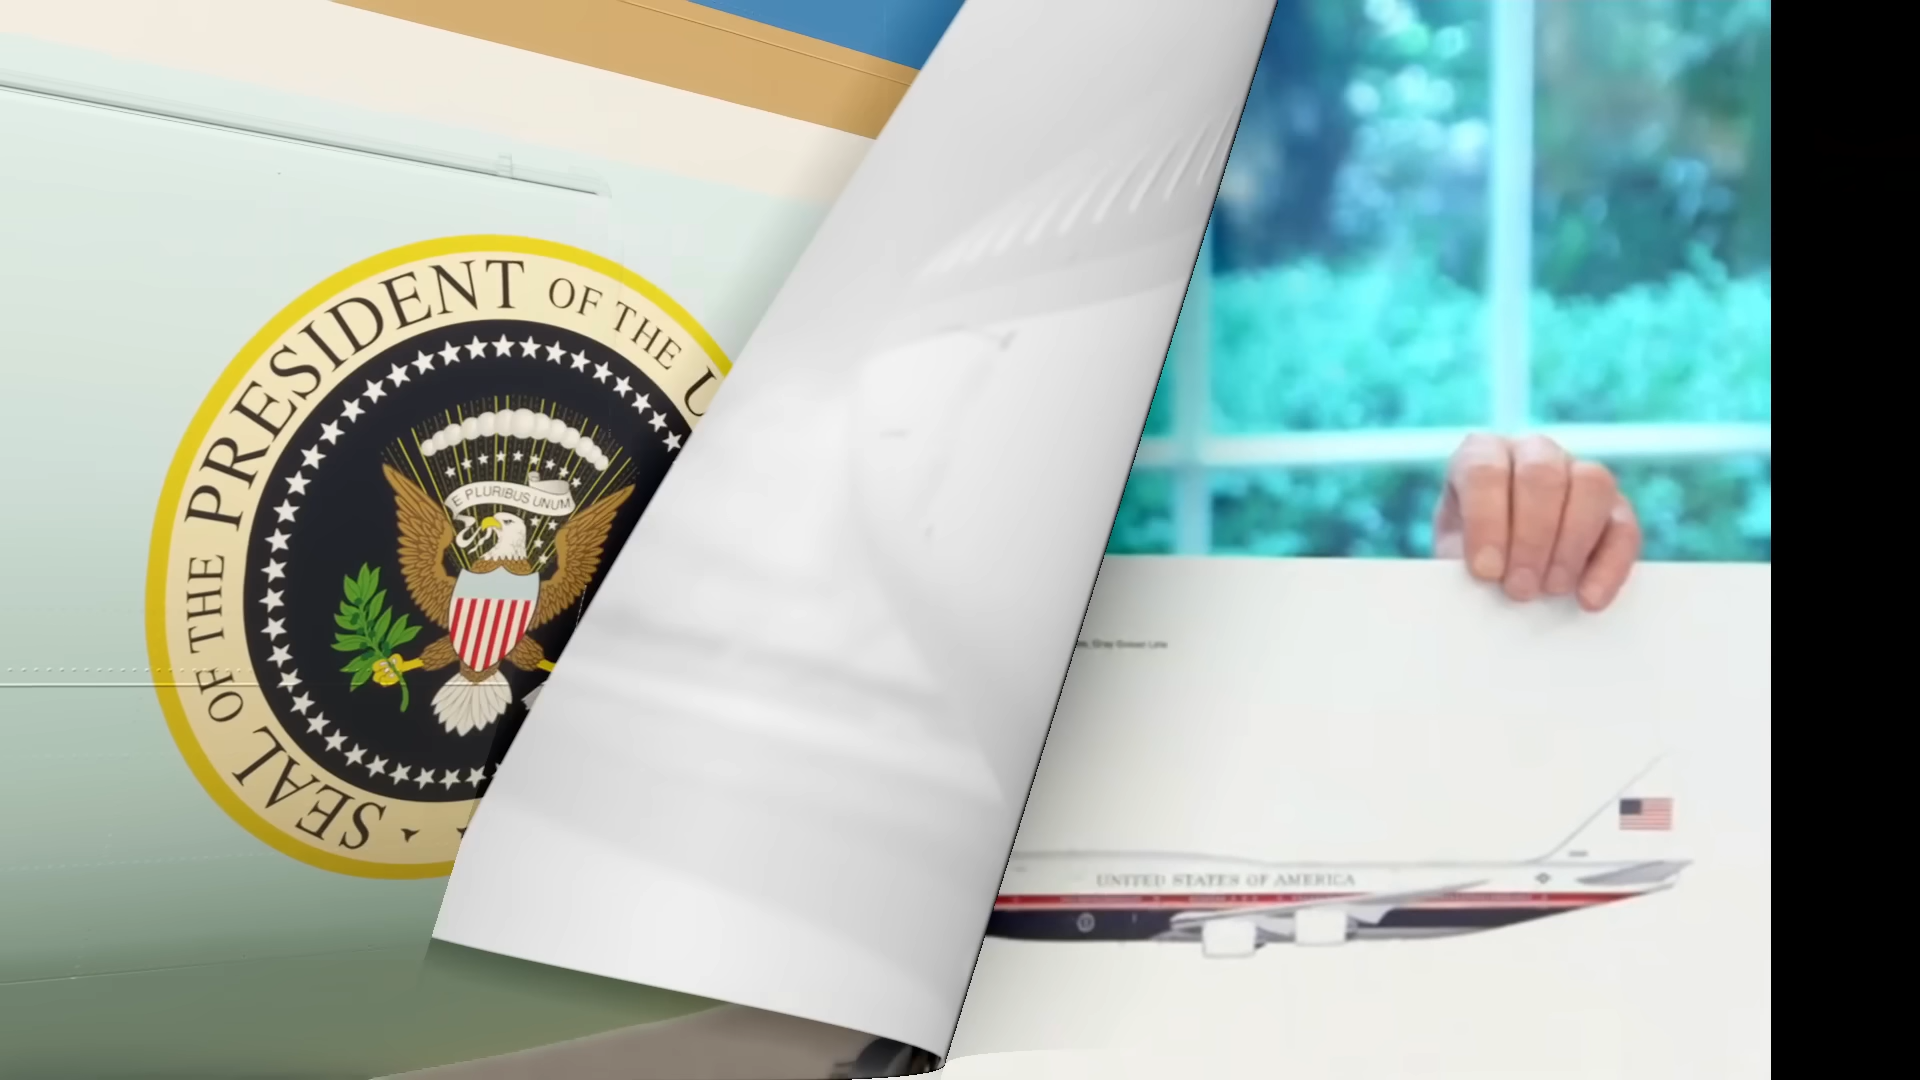 SEAL OF THE PRESIDENT OF THE U
E PLURIBUS UNUM
UNITED STATES OF AMERICA